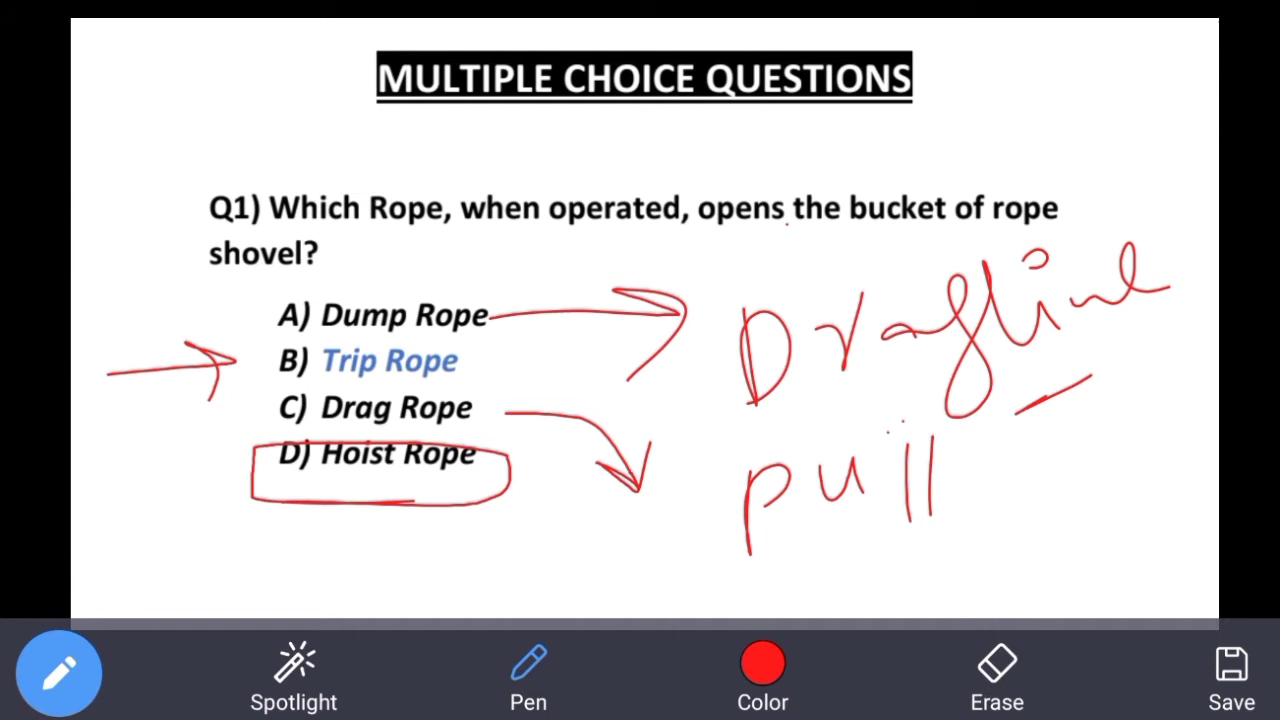 MULTIPLE CHOICE QUESTIONS
Q1) Which Rope, when operated, opens the bucket of rope
shovel?
A) Dump Rope
B) Trip Rope
C) Drag Rope
D) Hoist Rope
Dragline
pull
Spotlight
Pen
Color
Erase
Save